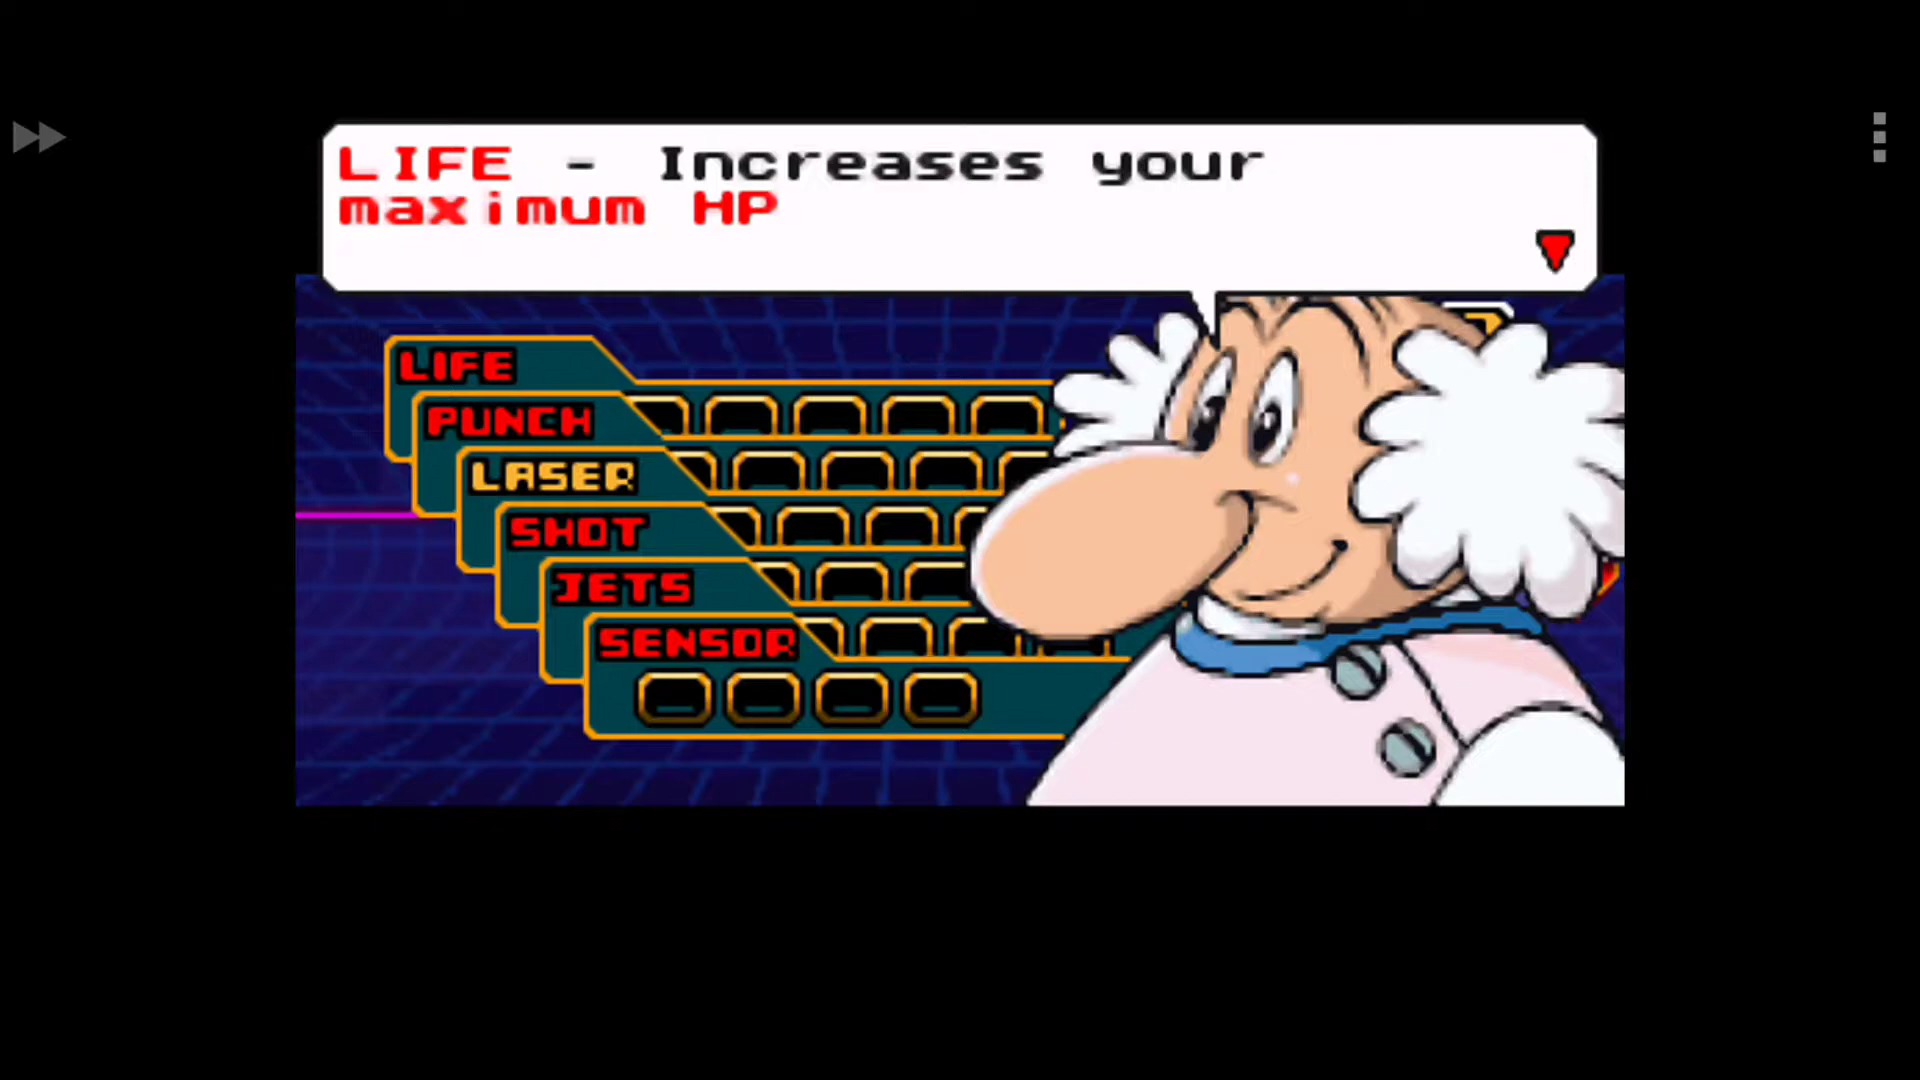 LIFE - Increases your
maximum HP
LIFE
PUNCH
LASER
SHOT
JETS
SENSOR